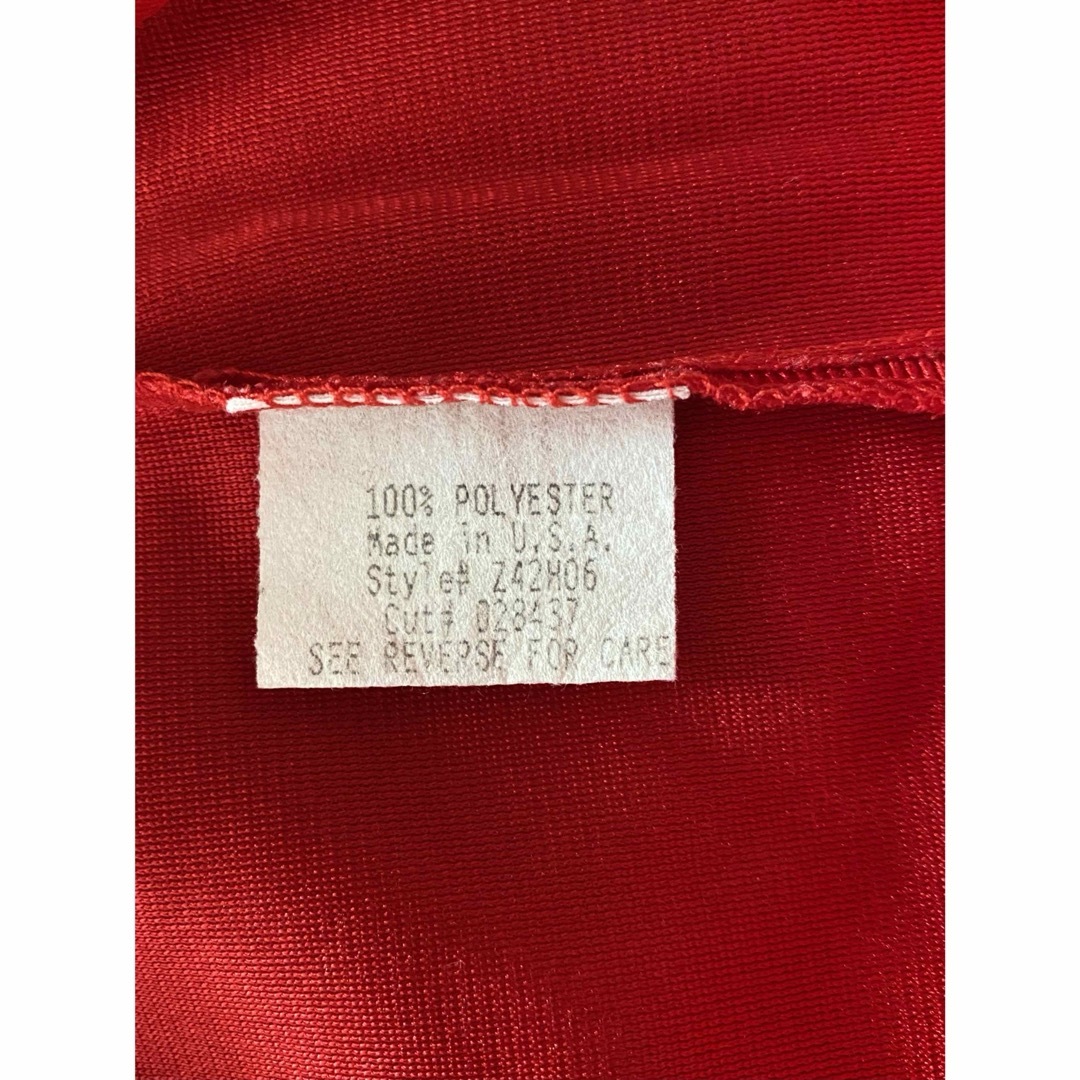 100% POLYESTER
Made in U.S.A.
Style# Z42H06
Cut# 028437
SEE REVERSE FOR CARE